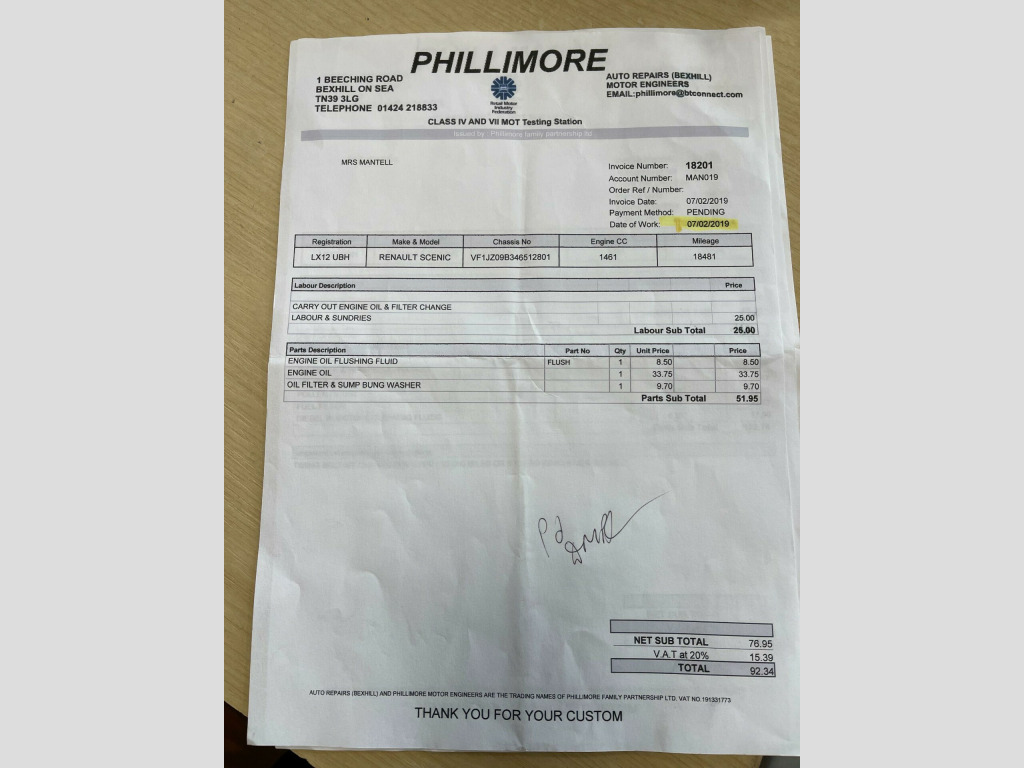 PHILLIMORE
1 BEECHING ROAD
BEXHILL ON SEA
TN39 3LG
TELEPHONE 01424 218833
Retail Motor
Industry
Federation
AUTO REPAIRS (BEXHILL)
MOTOR ENGINEERS
EMAIL:phillimore@btconnect.com
CLASS IV AND VII MOT Testing Station
Issued by : Phillimore family partnership ltd
MRS MANTELL
Invoice Number: 18201
Account Number: MAN019
Order Ref / Number:
Invoice Date: 07/02/2019
Payment Method: PENDING
Date of Work: 07/02/2019
Registration Make & Model Chassis No Engine CC Mileage
LX12 UBH RENAULT SCENIC VF1JZ09B346512801 1461 18481
Labour Description Price
CARRY OUT ENGINE OIL & FILTER CHANGE
LABOUR & SUNDRIES 25.00
Labour Sub Total 25.00
Parts Description Part No Qty Unit Price Price
ENGINE OIL FLUSHING FLUID FLUSH 1 8.50 8.50
ENGINE OIL 1 33.75 33.75
OIL FILTER & SUMP BUNG WASHER 1 9.70 9.70
Parts Sub Total 51.95
Pd
NET SUB TOTAL 76.95
V.A.T at 20% 15.39
TOTAL 92.34
AUTO REPAIRS (BEXHILL) AND PHILLIMORE MOTOR ENGINEERS ARE THE TRADING NAMES OF PHILLIMORE FAMILY PARTNERSHIP LTD. VAT NO.191331773
THANK YOU FOR YOUR CUSTOM